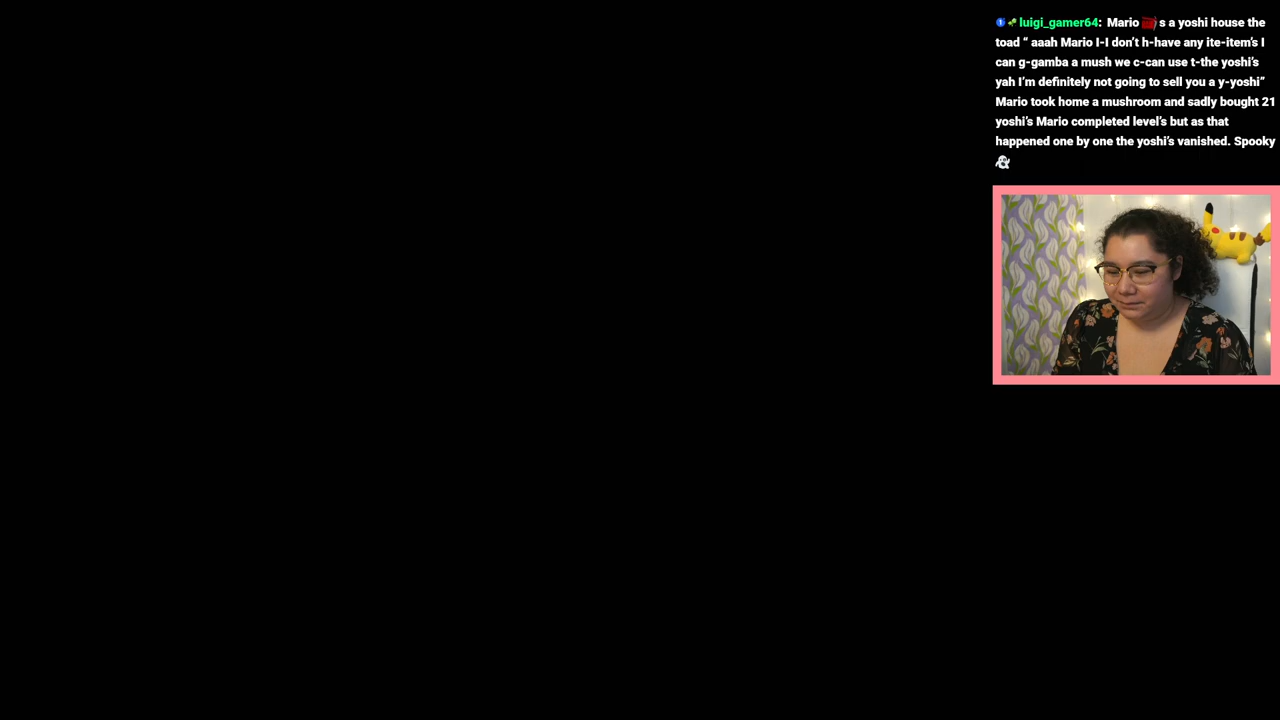 luigi_gamer64: Mario s a yoshi house the
toad “ aaah Mario I-I don’t h-have any ite-item’s I
can g-gamba a mush we c-can use t-the yoshi’s
yah I’m definitely not going to sell you a y-yoshi”
Mario took home a mushroom and sadly bought 21
yoshi’s Mario completed level’s but as that
happened one by one the yoshi’s vanished. Spooky